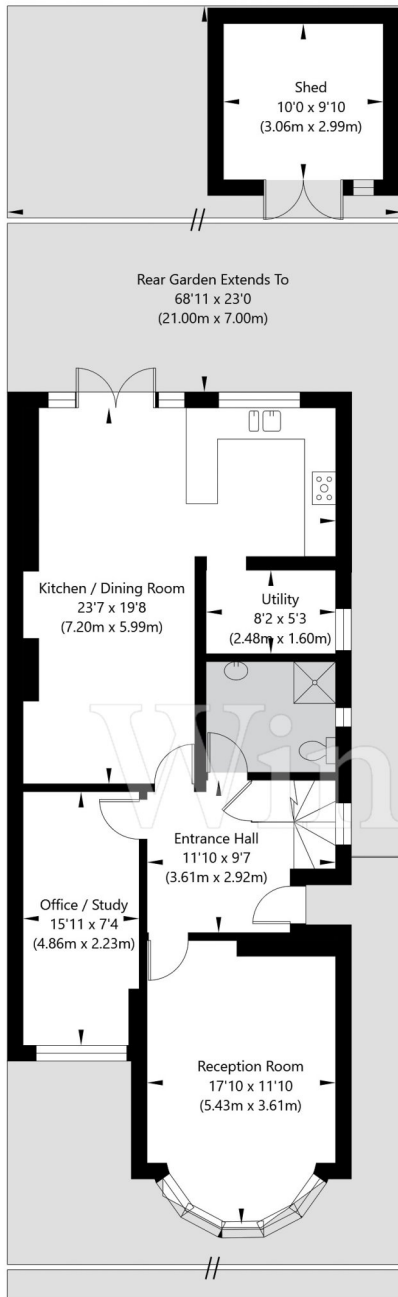 Shed
10'0 x 9'10
(3.06m x 2.99m)
Rear Garden Extends To
68'11 x 23'0
(21.00m x 7.00m)
Kitchen / Dining Room
23'7 x 19'8
(7.20m x 5.99m)
Utility
8'2 x 5'3
(2.48m x 1.60m)
Win
Entrance Hall
11'10 x 9'7
(3.61m x 2.92m)
Office / Study
15'11 x 7'4
(4.86m x 2.23m)
Reception Room
17'10 x 11'10
(5.43m x 3.61m)